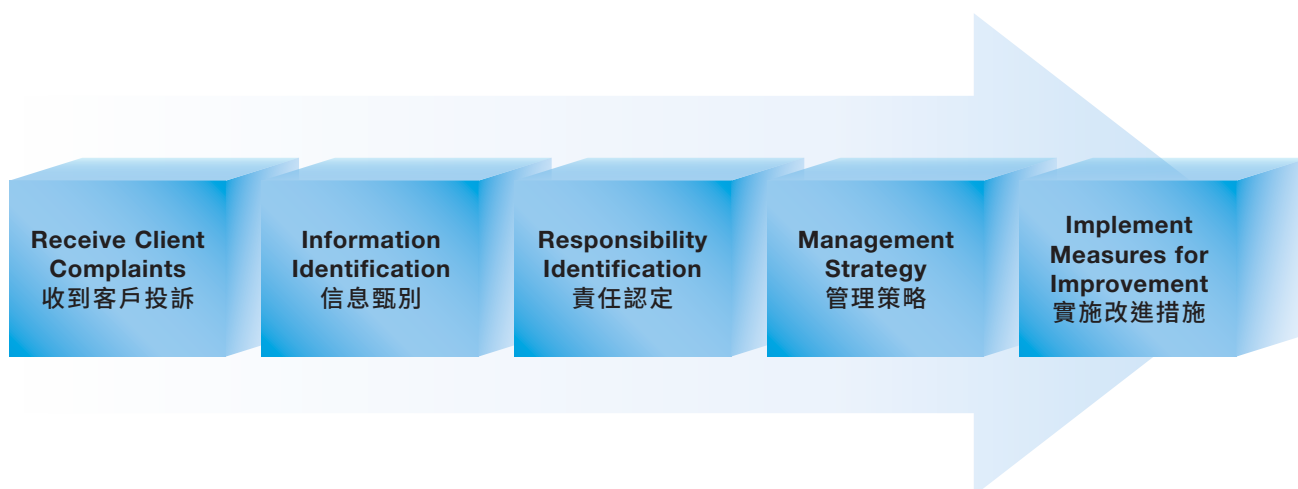 Receive Client
Complaints
收到客戶投訴
Information
Identification
信息甄別
Responsibility
Identification
責任認定
Management
Strategy
管理策略
Implement
Measures for
Improvement
實施改進措施